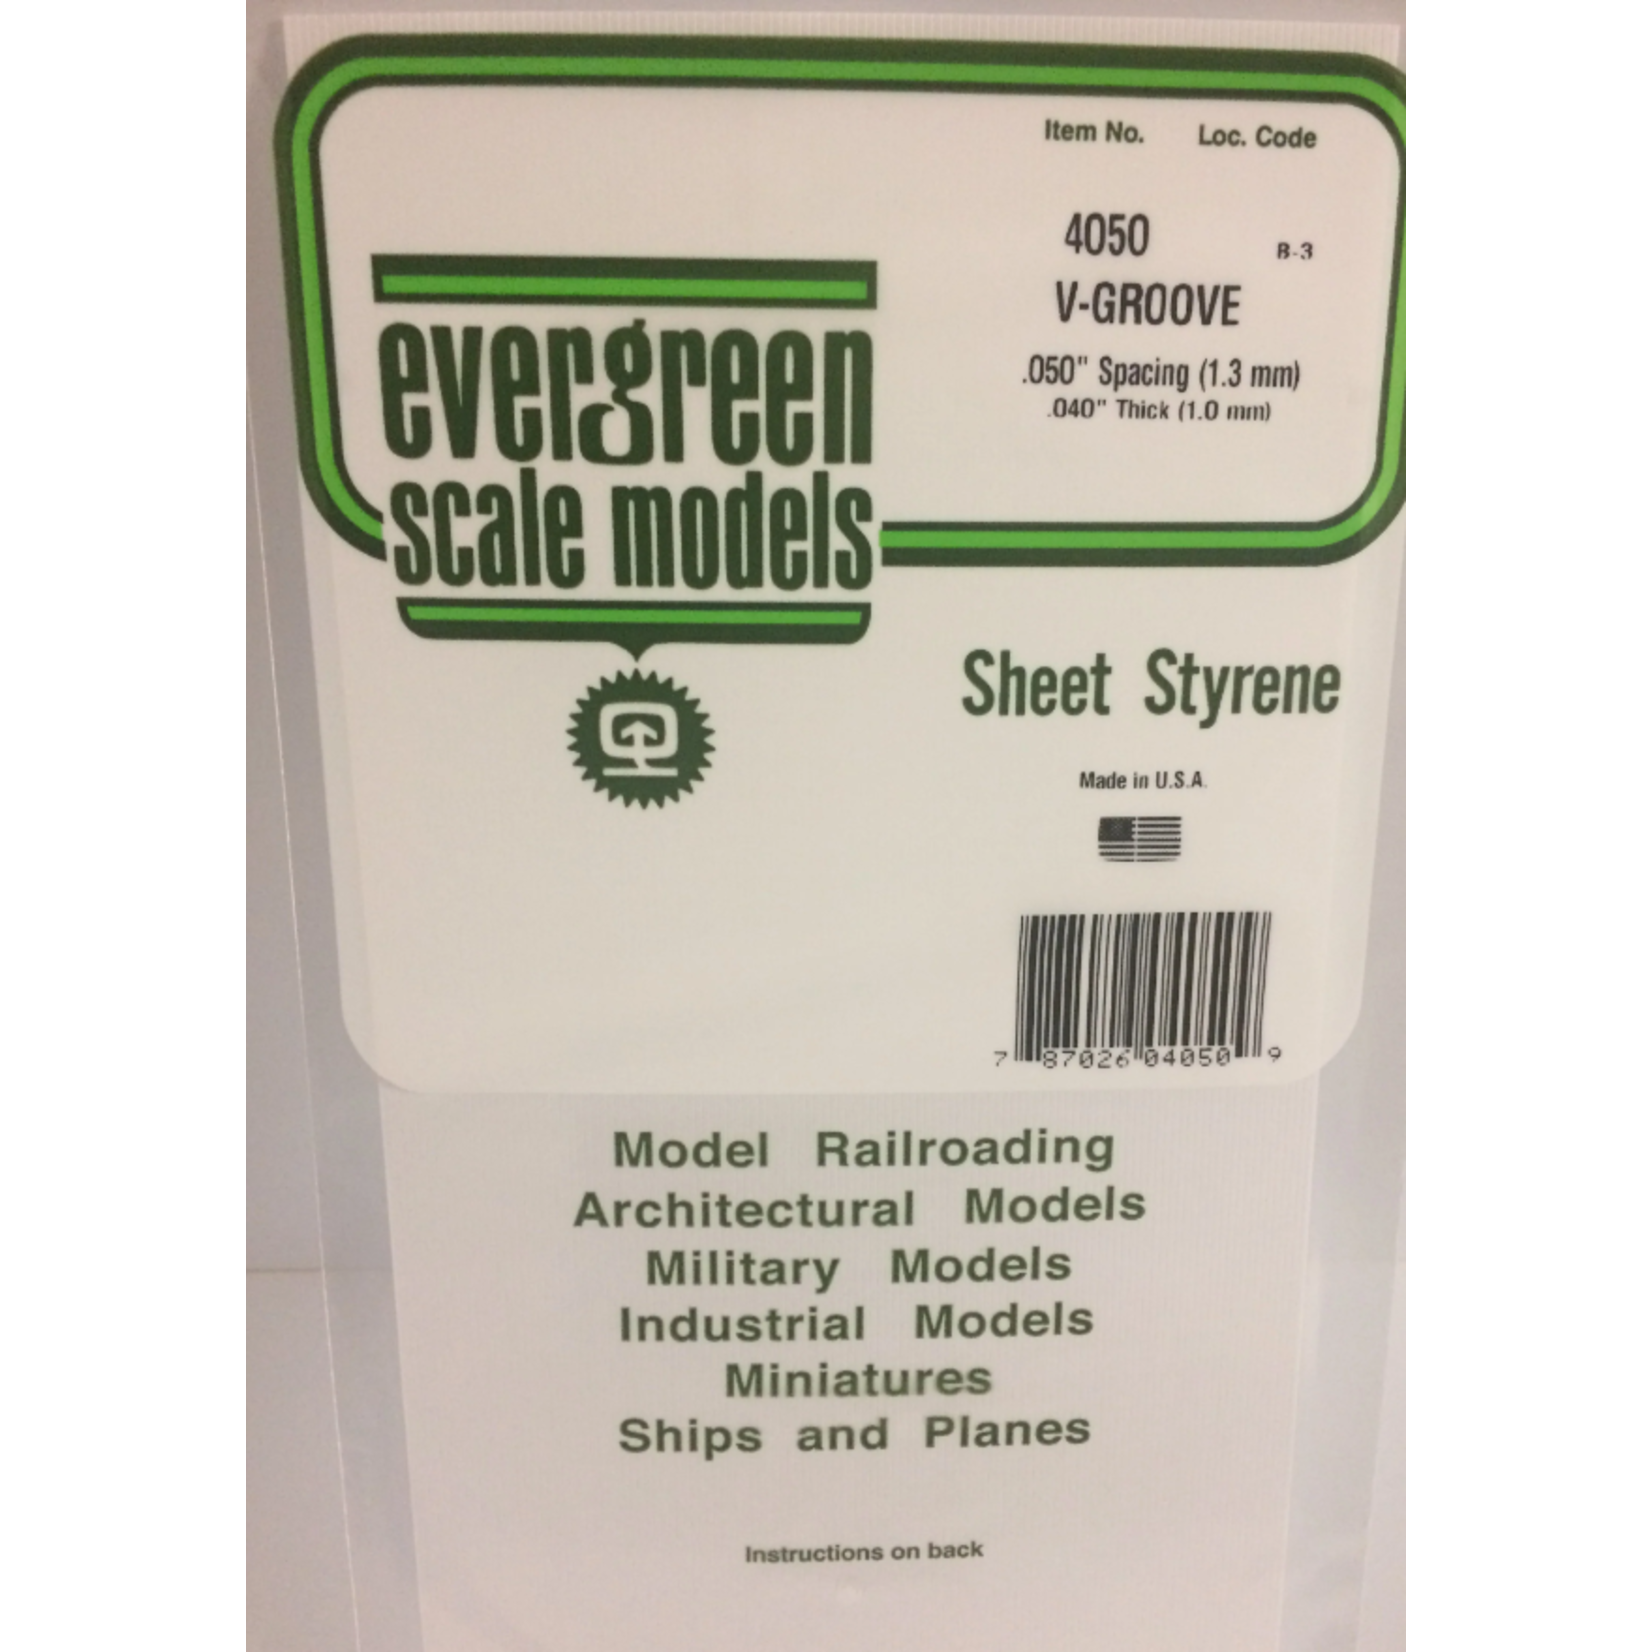 Item No. Loc. Code
4050 B-3
V-GROOVE
.050" Spacing (1.3 mm)
.040" Thick (1.0 mm)
evergreen
scale models
Sheet Styrene
Made in U.S.A.
7 87026 04050 9
Model Railroading
Architectural Models
Military Models
Industrial Models
Miniatures
Ships and Planes
Instructions on back